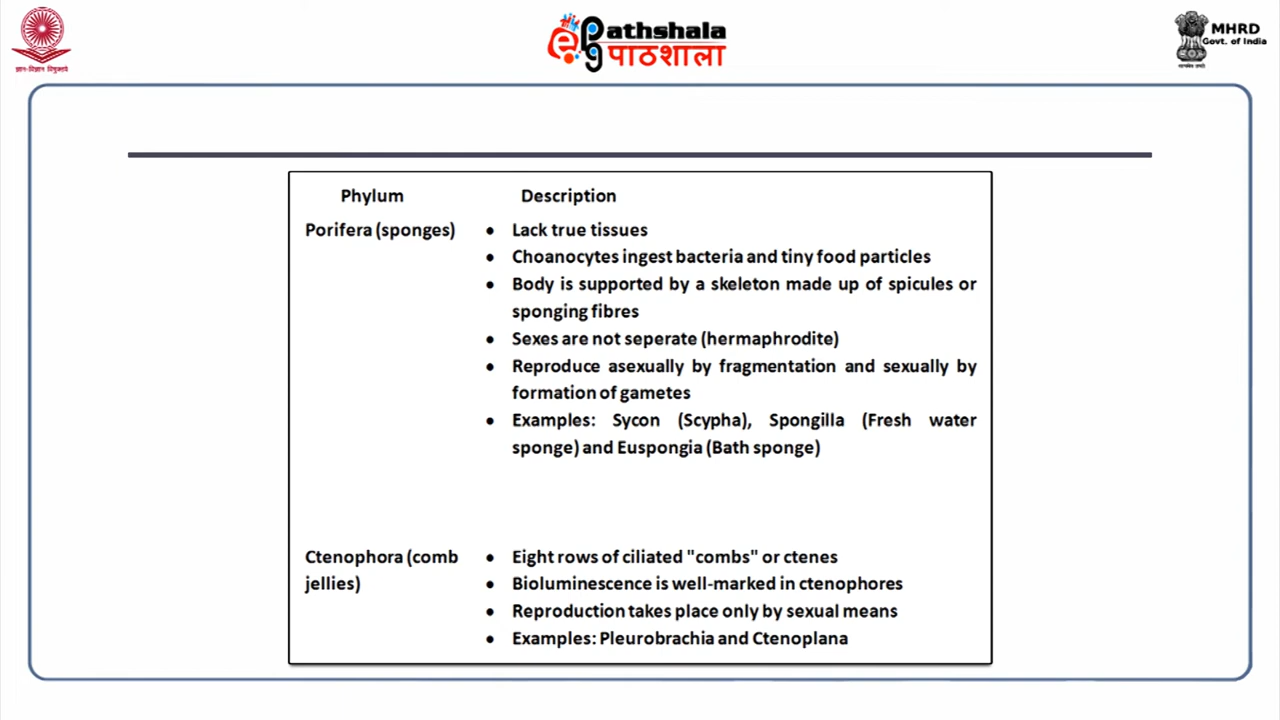 ज्ञान-विज्ञान विमुक्तये
Pathshala
पाठशाला
MHRD
Govt. of India
सत्यमेव जयते
Phylum Description
Porifera (sponges) • Lack true tissues
• Choanocytes ingest bacteria and tiny food particles
• Body is supported by a skeleton made up of spicules or
sponging fibres
• Sexes are not seperate (hermaphrodite)
• Reproduce asexually by fragmentation and sexually by
formation of gametes
• Examples: Sycon (Scypha), Spongilla (Fresh water
sponge) and Euspongia (Bath sponge)
Ctenophora (comb • Eight rows of ciliated "combs" or ctenes
jellies) • Bioluminescence is well-marked in ctenophores
• Reproduction takes place only by sexual means
• Examples: Pleurobrachia and Ctenoplana